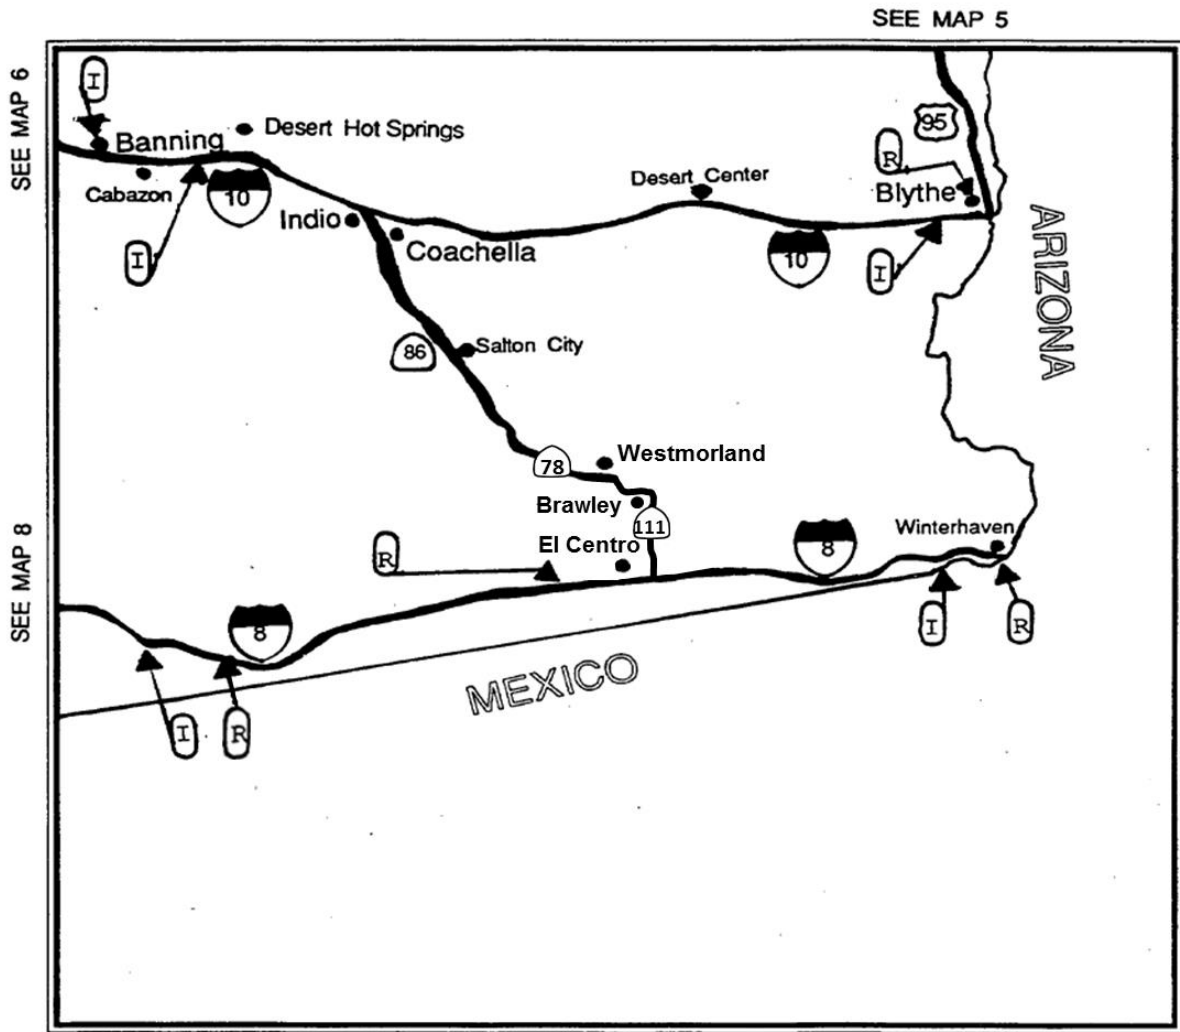 SEE MAP 5
SEE MAP 6
I
Banning
Desert Hot Springs
95
R
Cabazon
10
Desert Center
Blythe
Indio
I
Coachella
10
I
ARIZONA
86
Salton City
78
Westmorland
Brawley
111
SEE MAP 8
R
El Centro
8
Winterhaven
8
I
R
MEXICO
I
R